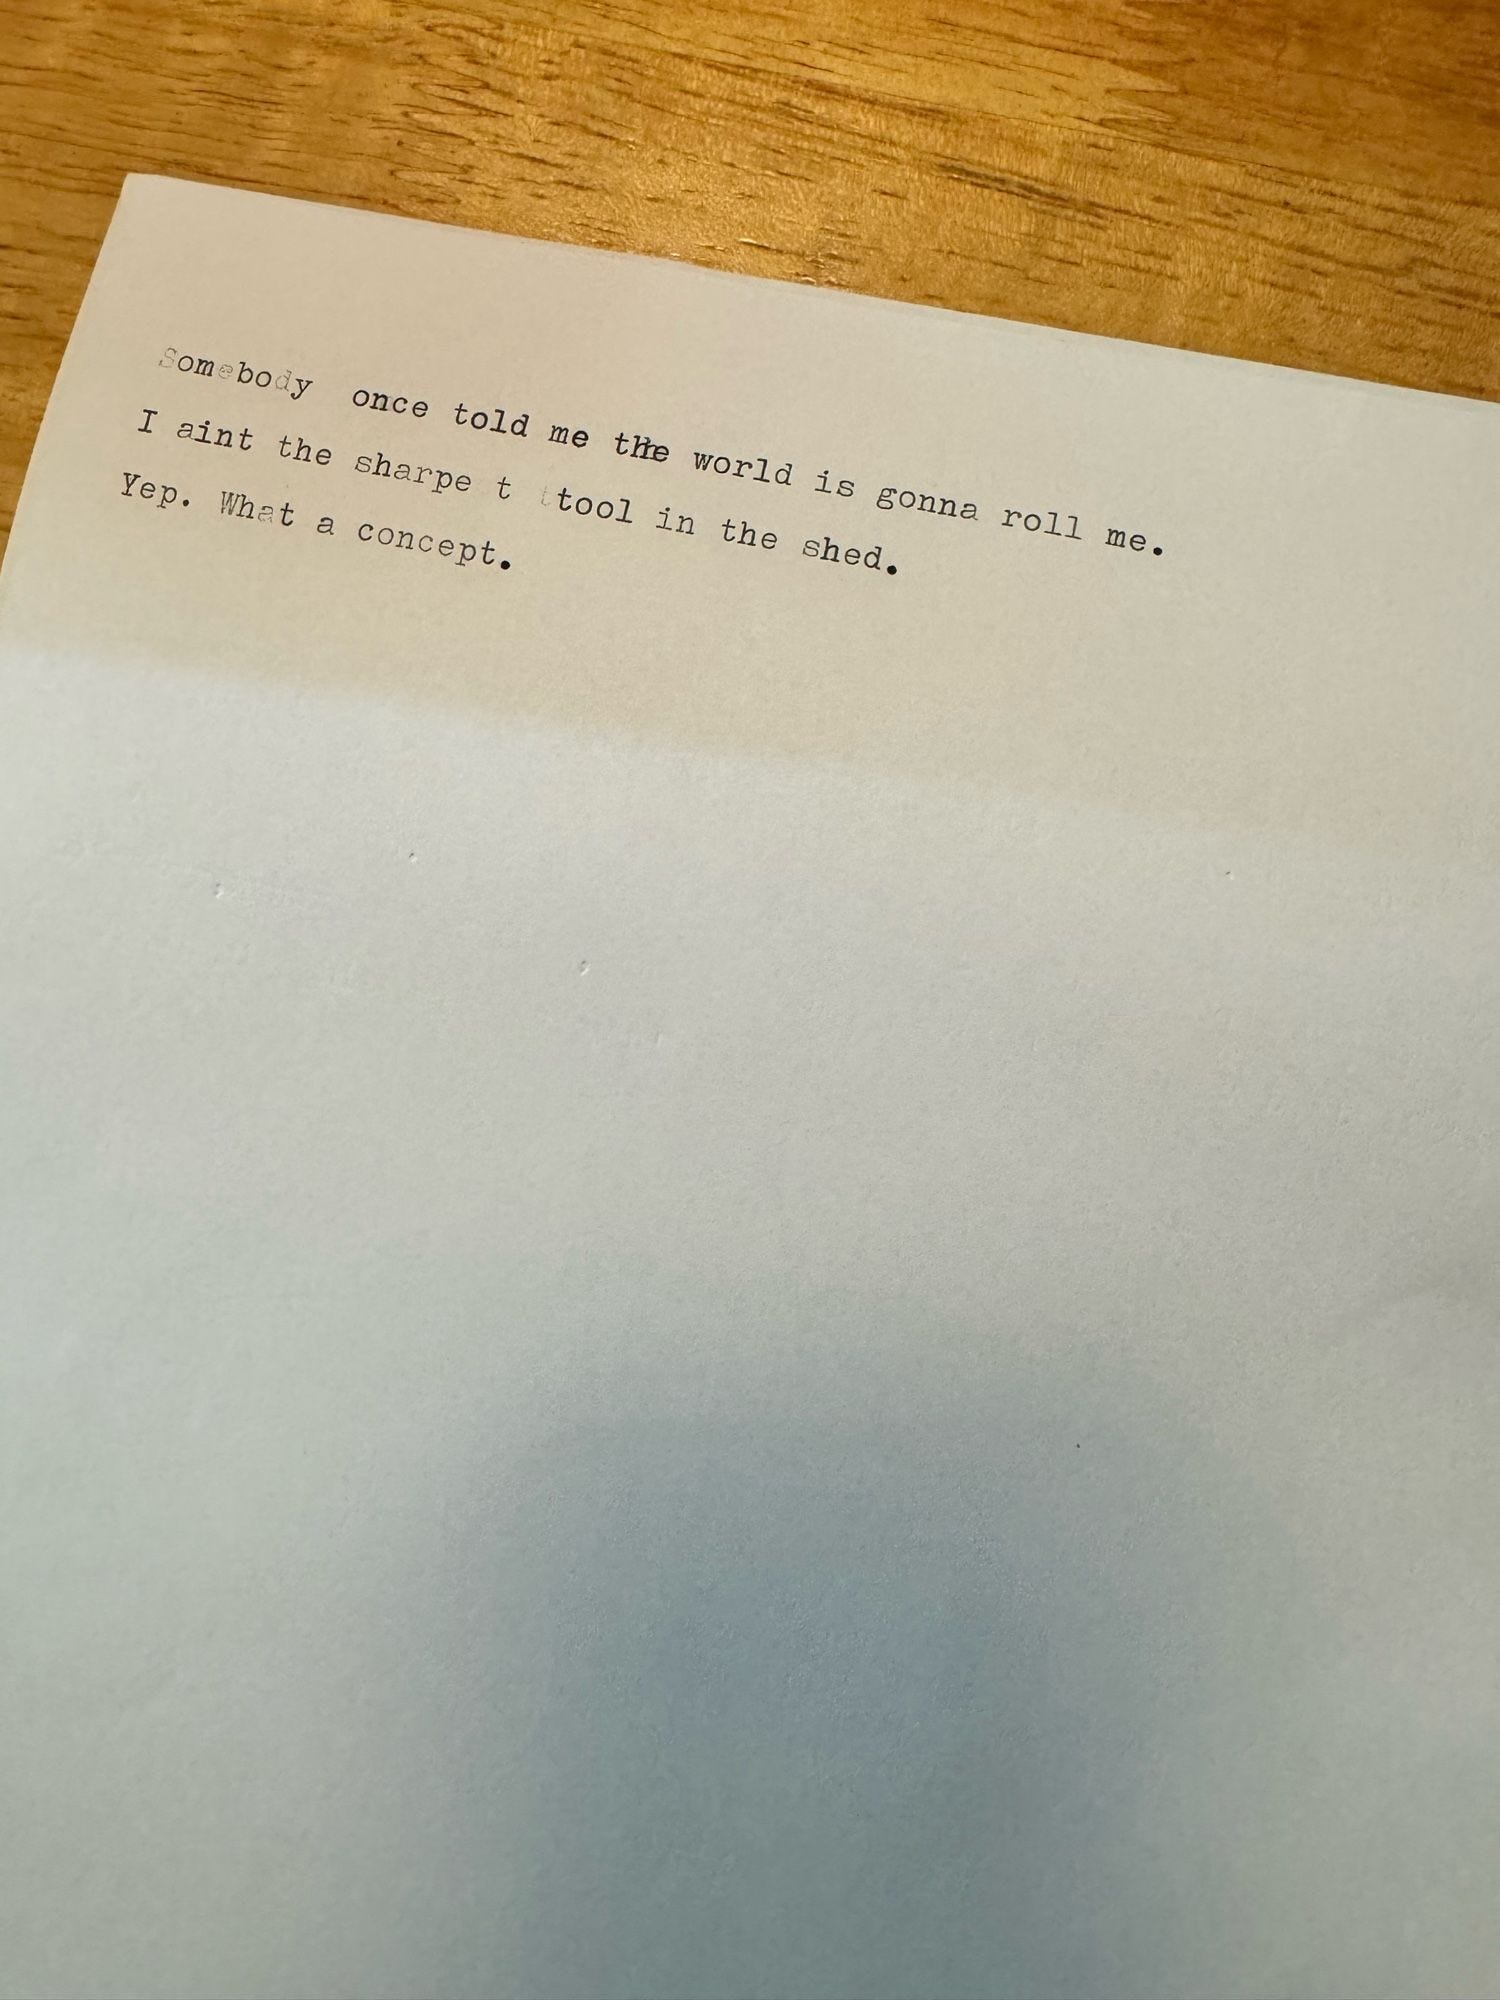 Somebody  once told me the world is gonna roll me.
I aint the sharpe t  ttool in the shed.
Yep. What a concept.